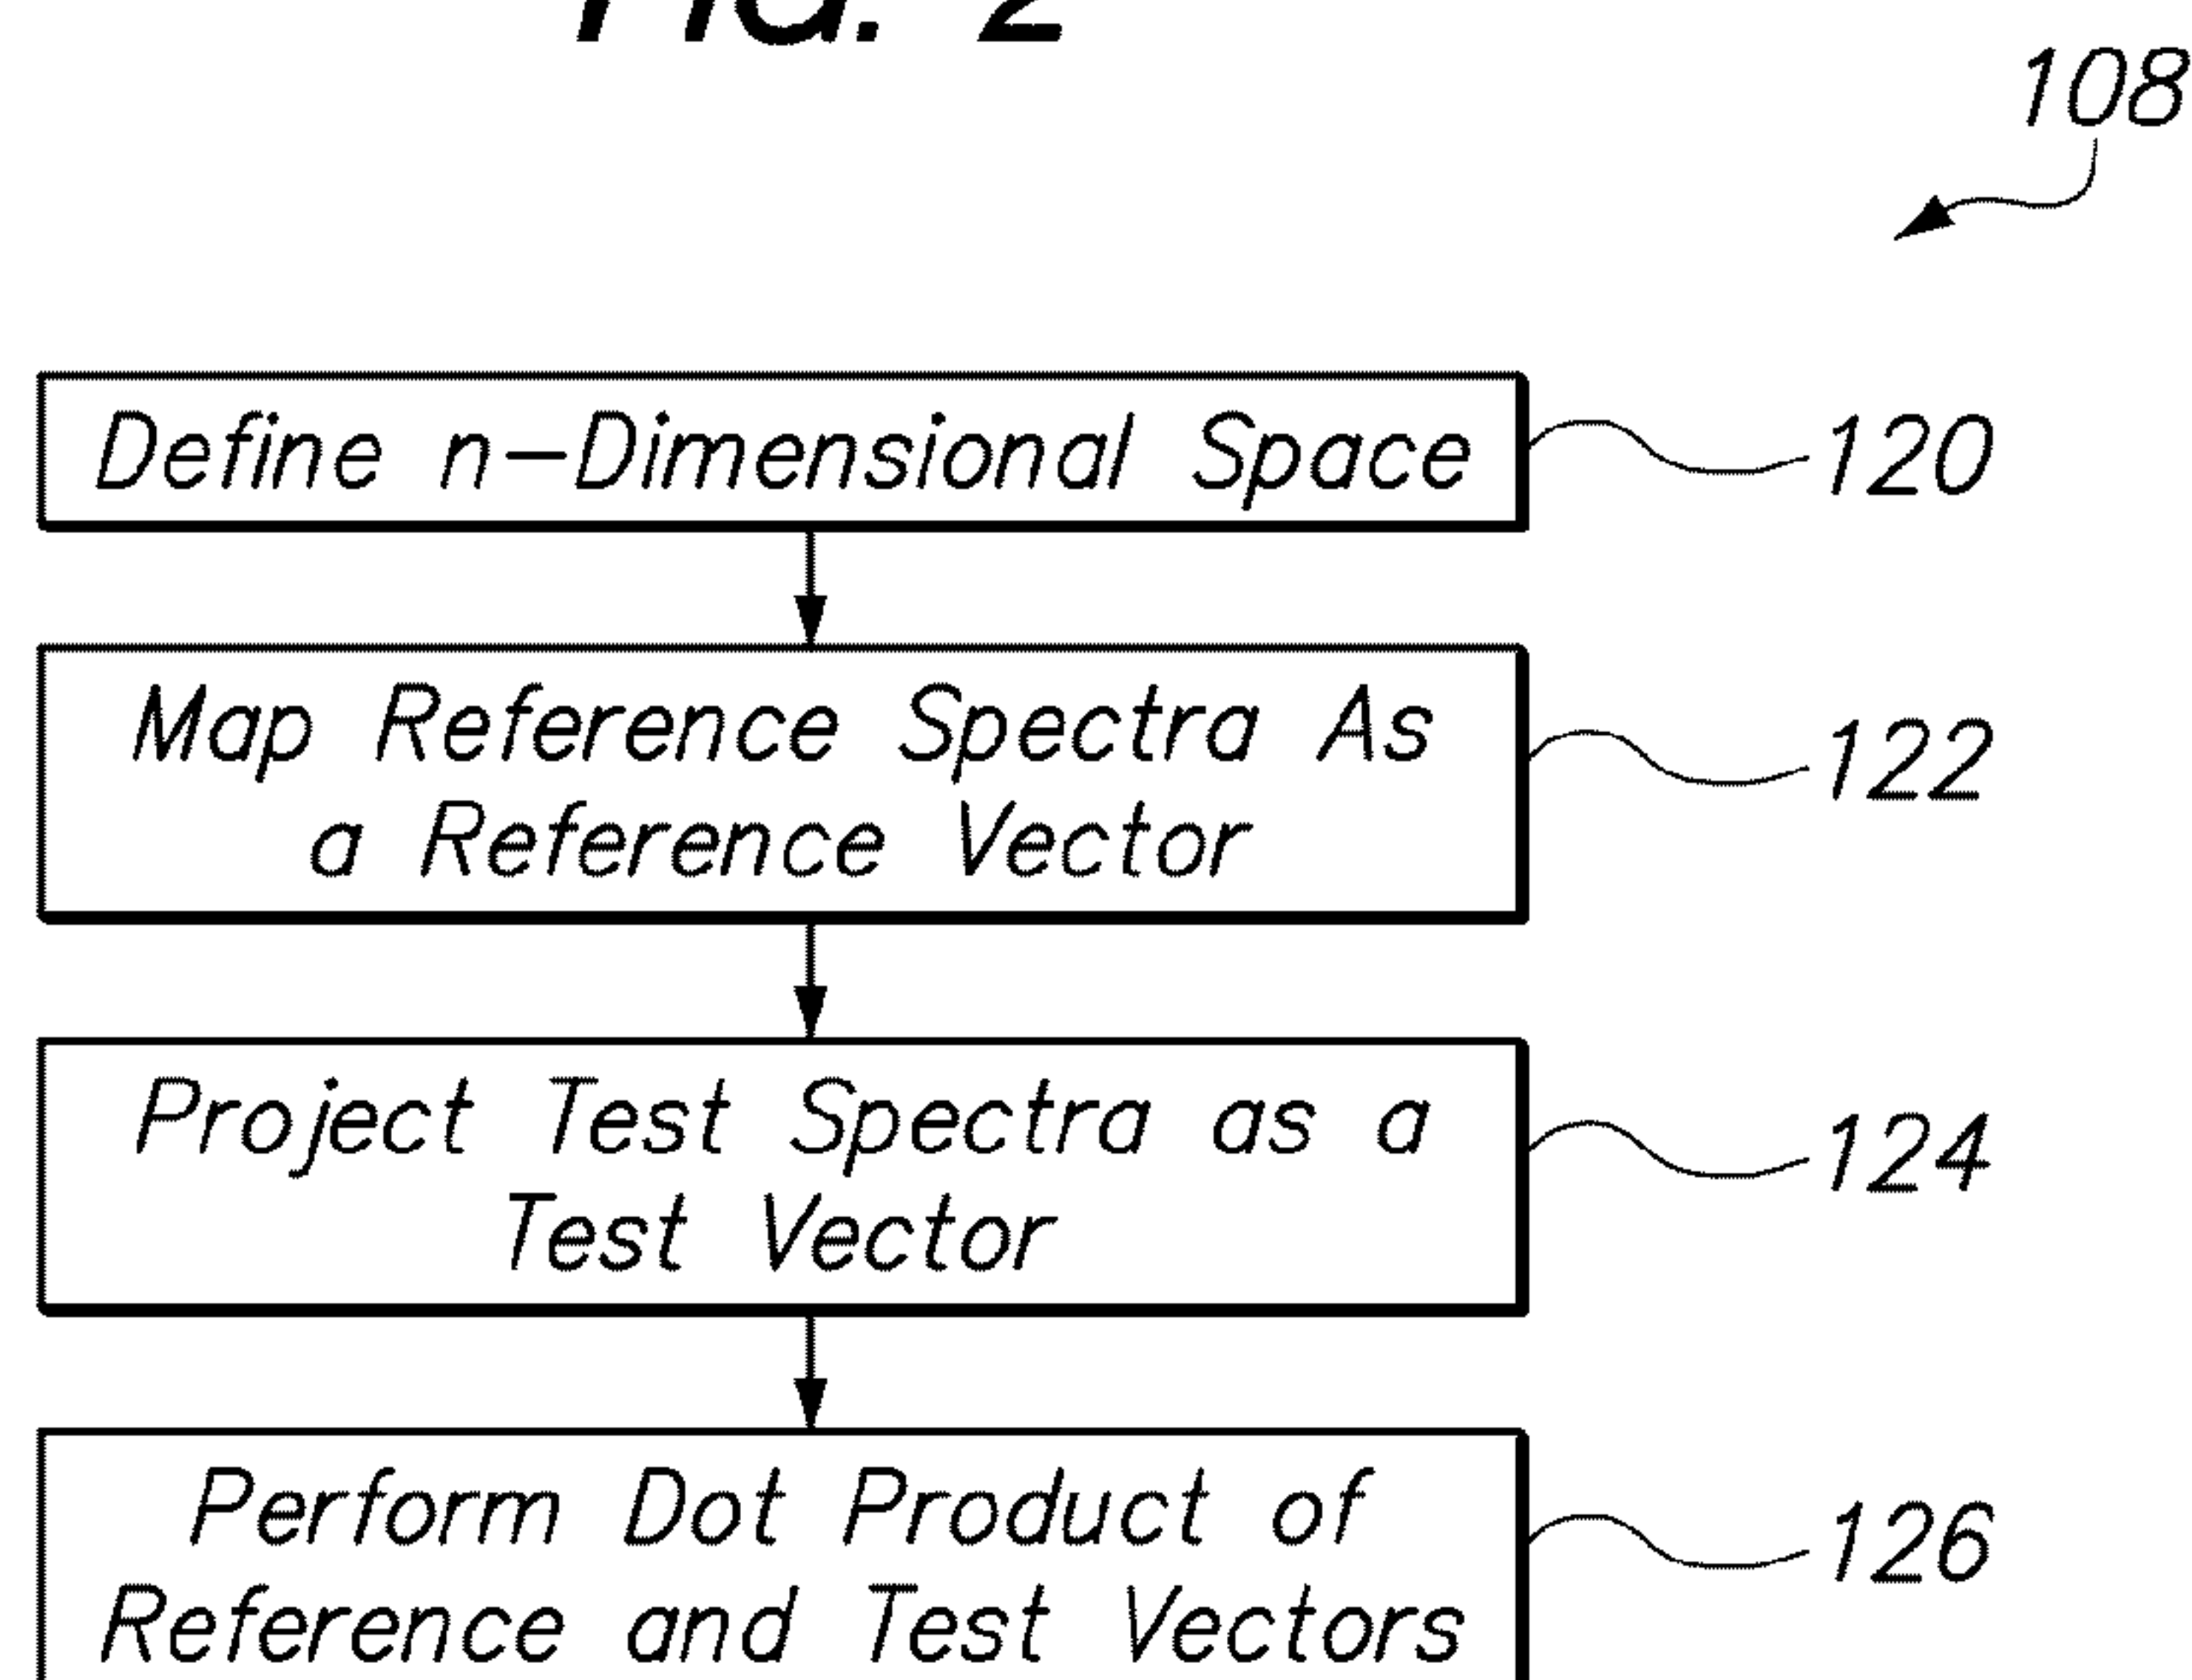 FIG. 2
108
Define n-Dimensional Space
120
Map Reference Spectra As
a Reference Vector
122
Project Test Spectra as a
Test Vector
124
Perform Dot Product of
Reference and Test Vectors
126